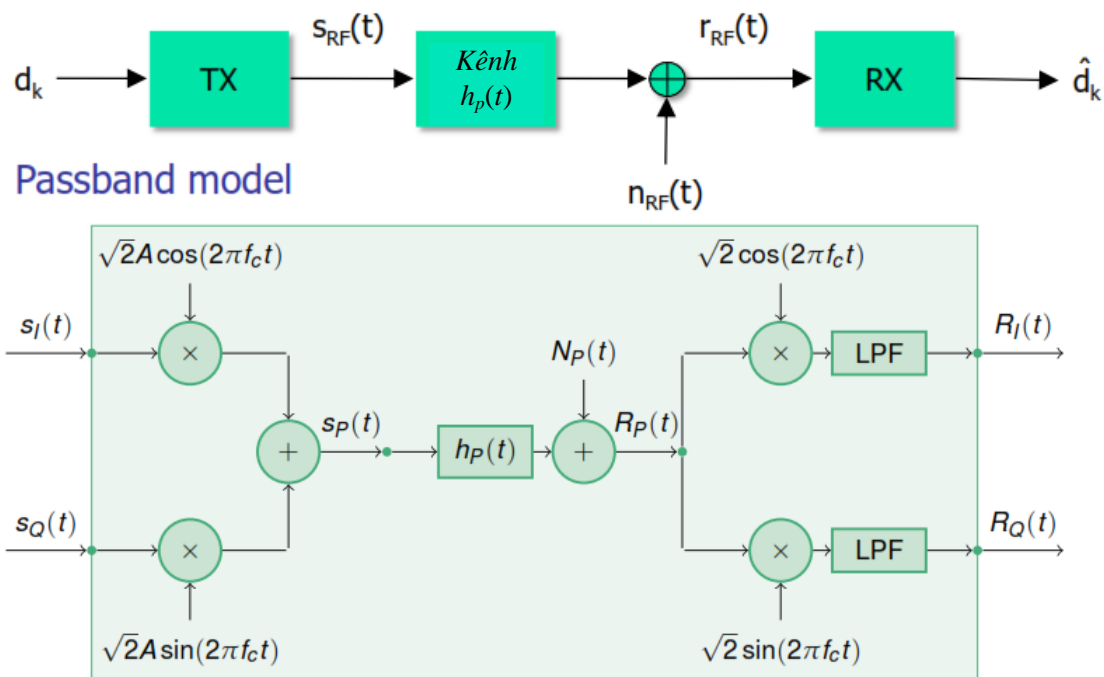 s_RF(t)
r_RF(t)
d_k
TX
Kênh
h_p(t)
⊕
RX
d̂_k
n_RF(t)
Passband model
√2A cos(2πf_ct)
√2 cos(2πf_ct)
s_I(t)
×
×
LPF
R_I(t)
N_P(t)
s_P(t)
R_P(t)
+
h_P(t)
+
s_Q(t)
×
×
LPF
R_Q(t)
√2A sin(2πf_ct)
√2 sin(2πf_ct)